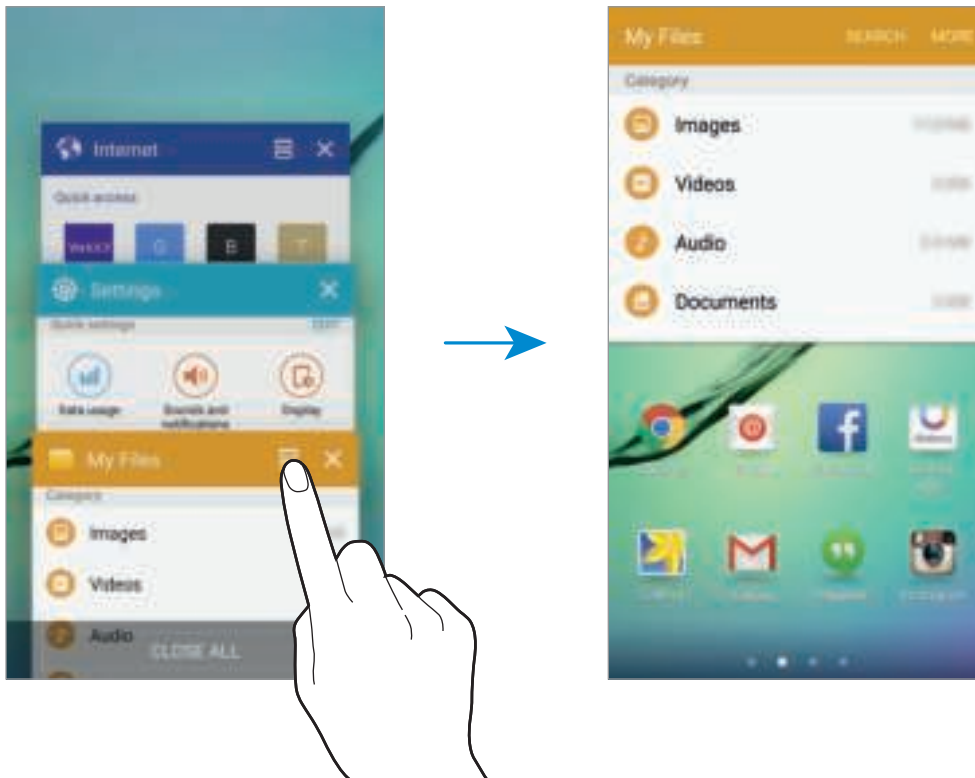 Internet
Quick access
B
Settings
Quick settings
EDIT
Data usage
Sounds and notifications
Display
My Files
Category
Images
Videos
Audio
CLOSE ALL
My Files
SEARCH MORE
Category
Images
Videos
Audio
Documents